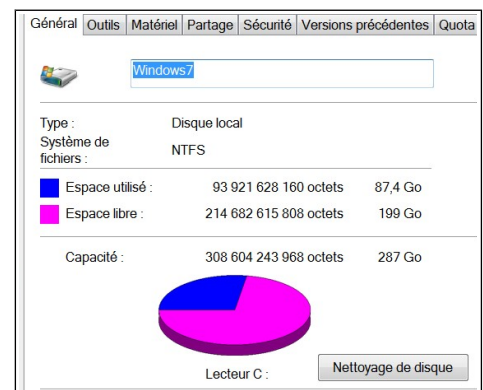 Général Outils Matériel Partage Sécurité Versions précédentes Quota
Windows7
Type : Disque local
Système de
fichiers : NTFS
Espace utilisé : 93 921 628 160 octets 87,4 Go
Espace libre : 214 682 615 808 octets 199 Go
Capacité : 308 604 243 968 octets 287 Go
Lecteur C : Nettoyage de disque